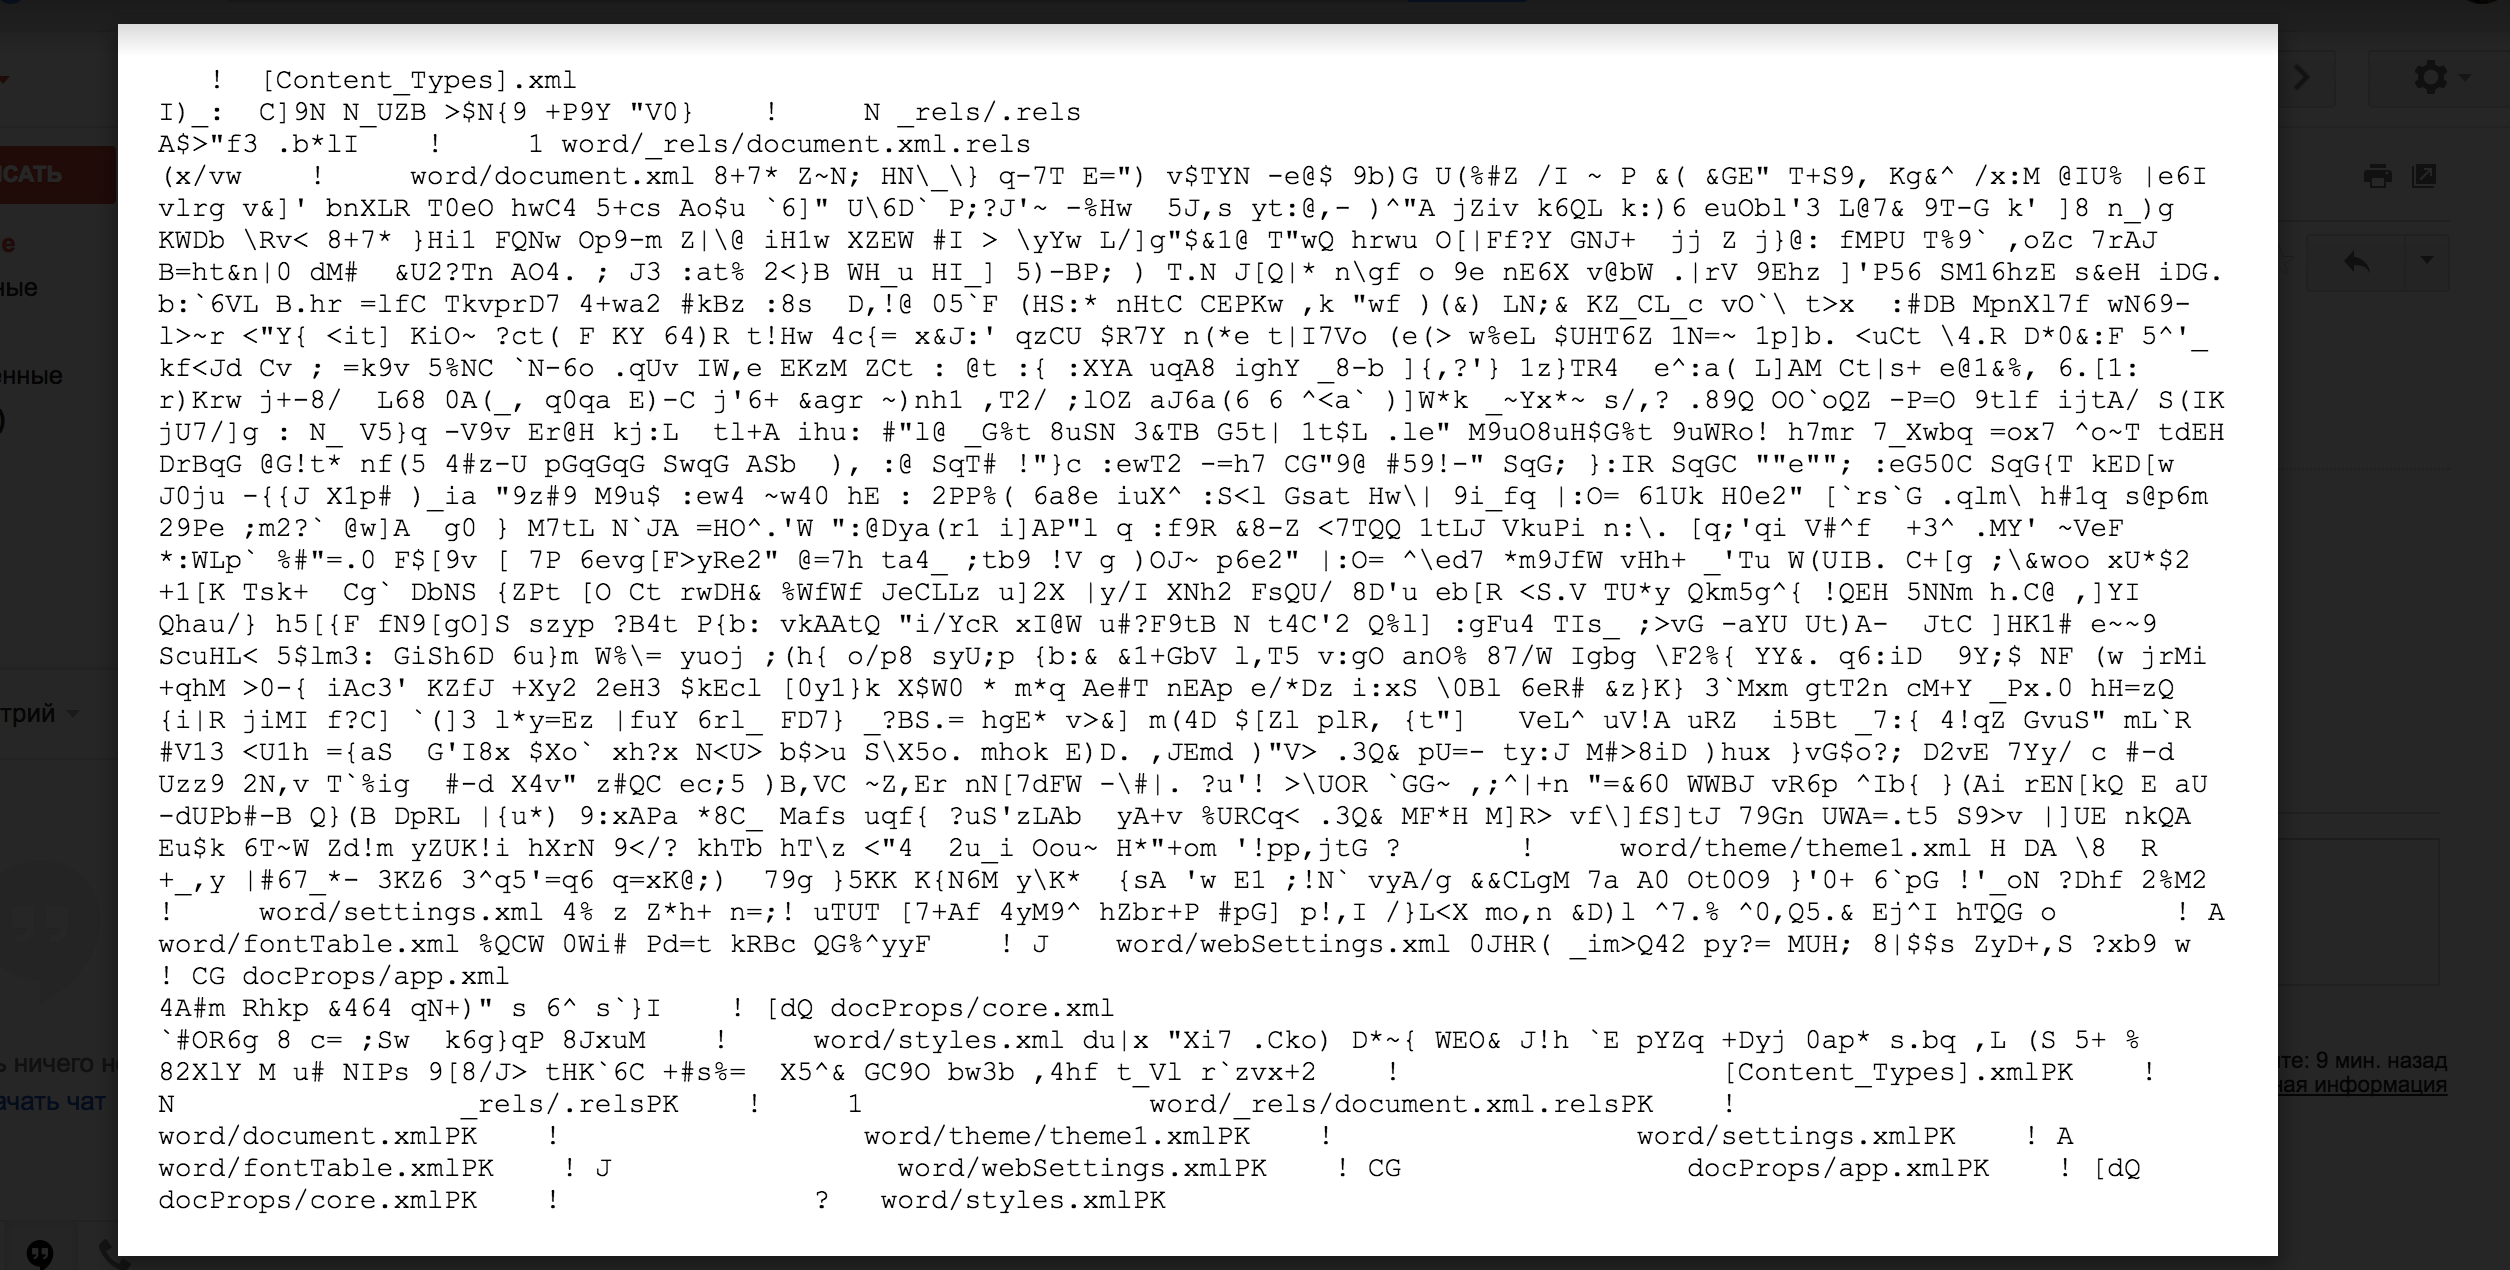 ! [Content_Types].xml
I)_: C]9N N_UZB >$N{9 +P9Y "V0} ! N _rels/.rels
A$>"f3 .b*lI ! 1 word/_rels/document.xml.rels
(x/vw ! word/document.xml 8+7* Z~N; HN\_\} q-7T E=") v$TYN -e@$ 9b)G U(%#Z /I ~ P &( &GE" T+S9, Kg&^ /x:M @IU% |e6I
vlrg v&]' bnXLR T0eO hwC4 5+cs Ao$u `6]" U\6D` P;?J'~ -%Hw 5J,s yt:@,- )^"A jZiv k6QL k:)6 euObl'3 L@7& 9T-G k' ]8 n_)g
KWDb \Rv< 8+7* }Hi1 FQNw Op9-m Z|\@ iH1w XZEW #I > \yYw L/]g"$&1@ T"wQ hrwu O[|Ff?Y GNJ+ jj Z j}@: fMPU T%9` ,oZc 7rAJ
B=ht&n|0 dM# &U2?Tn AO4. ; J3 :at% 2<}B WH_u HI_] 5)-BP; ) T.N J[Q|* n\gf o 9e nE6X v@bW .|rV 9Ehz ]'P56 SM16hzE s&eH iDG.
b:`6VL B.hr =lfC TkvprD7 4+wa2 #kBz :8s D,!@ 05`F (HS:* nHtC CEPKw ,k "wf )(&) LN;& KZ_CL_c vO`\ t>x :#DB MpnXl7f wN69-
l>~r <"Y{ <it] KiO~ ?ct( F KY 64)R t!Hw 4c{= x&J:' qzCU $R7Y n(*e t|I7Vo (e(> w%eL $UHT6Z 1N=~ 1p]b. <uCt \4.R D*0&:F 5^'_
kf<Jd Cv ; =k9v 5%NC `N-6o .qUv IW,e EKzM ZCt : @t :{ :XYA uqA8 ighY _8-b ]{,?'} 1z}TR4 e^:a( L]AM Ct|s+ e@1&%, 6.[1:
r)Krw j+-8/ L68 0A(_, q0qa E)-C j'6+ &agr ~)nh1 ,T2/ ;lOZ aJ6a(6 6 ^<a` )]W*k _~Yx*~ s/,? .89Q OO`oQZ -P=O 9tlf ijtA/ S(IK
jU7/]g : N_ V5}q -V9v Er@H kj:L tl+A ihu: #"l@ _G%t 8uSN 3&TB G5t| 1t$L .le" M9uO8uH$G%t 9uWRo! h7mr 7_Xwbq =ox7 ^o~T tdEH
DrBqG @G!t* nf(5 4#z-U pGqGqG SwqG ASb ), :@ SqT# !"}c :ewT2 -=h7 CG"9@ #59!-" SqG; }:IR SqGC ""e""; :eG50C SqG{T kED[w
J0ju -{{J X1p# )_ia "9z#9 M9u$ :ew4 ~w40 hE : 2PP%( 6a8e iuX^ :S<l Gsat Hw\| 9i_fq |:O= 61Uk H0e2" [`rs`G .qlm\ h#1q s@p6m
29Pe ;m2?` @w]A g0 } M7tL N`JA =HO^.'W ":@Dya(r1 i]AP"l q :f9R &8-Z <7TQQ 1tLJ VkuPi n:\. [q;'qi V#^f +3^ .MY' ~VeF
*:WLp` %#"=.0 F$[9v [ 7P 6evg[F>yRe2" @=7h ta4_ ;tb9 !V g )OJ~ p6e2" |:O= ^\ed7 *m9JfW vHh+ _'Tu W(UIB. C+[g ;\&woo xU*$2
+1[K Tsk+ Cg` DbNS {ZPt [O Ct rwDH& %WfWf JeCLLz u]2X |y/I XNh2 FsQU/ 8D'u eb[R <S.V TU*y Qkm5g^{ !QEH 5NNm h.C@ ,]YI
Qhau/} h5[{F fN9[gO]S szyp ?B4t P{b: vkAAtQ "i/YcR xI@W u#?F9tB N t4C'2 Q%l] :gFu4 TIs_ ;>vG -aYU Ut)A- JtC ]HK1# e~~9
ScuHL< 5$lm3: GiSh6D 6u}m W%\= yuoj ;(h{ o/p8 syU;p {b:& &1+GbV l,T5 v:gO anO% 87/W Igbg \F2%{ YY&. q6:iD 9Y;$ NF (w jrMi
+qhM >0-{ iAc3' KZfJ +Xy2 2eH3 $kEcl [0y1}k X$W0 * m*q Ae#T nEAp e/*Dz i:xS \0Bl 6eR# &z}K} 3`Mxm gtT2n cM+Y _Px.0 hH=zQ
{i|R jiMI f?C] `(]3 l*y=Ez |fuY 6rl_ FD7} _?BS.= hgE* v>&] m(4D $[Zl plR, {t"] VeL^ uV!A uRZ i5Bt _7:{ 4!qZ GvuS" mL`R
#V13 <U1h ={aS G'I8x $Xo` xh?x N<U> b$>u S\X5o. mhok E)D. ,JEmd )"V> .3Q& pU=- ty:J M#>8iD )hux }vG$o?; D2vE 7Yy/ c #-d
Uzz9 2N,v T`%ig #-d X4v" z#QC ec;5 )B,VC ~Z,Er nN[7dFW -\#|. ?u'! >\UOR `GG~ ,;^|+n "=&60 WWBJ vR6p ^Ib{ }(Ai rEN[kQ E aU
-dUPb#-B Q}(B DpRL |{u*) 9:xAPa *8C_ Mafs uqf{ ?uS'zLAb yA+v %URCq< .3Q& MF*H M]R> vf\]fS]tJ 79Gn UWA=.t5 S9>v |]UE nkQA
Eu$k 6T~W Zd!m yZUK!i hXrN 9</? khTb hT\z <"4 2u_i Oou~ H*"+om '!pp,jtG ? ! word/theme/theme1.xml H DA \8 R
+_,y |#67_*- 3KZ6 3^q5'=q6 q=xK@;) 79g }5KK K{N6M y\K* {sA 'w E1 ;!N` vyA/g &&CLgM 7a A0 Ot0O9 }'0+ 6`pG !'_oN ?Dhf 2%M2
! word/settings.xml 4% z Z*h+ n=;! uTUT [7+Af 4yM9^ hZbr+P #pG] p!,I /}L<X mo,n &D)l ^7.% ^0,Q5.& Ej^I hTQG o ! A
word/fontTable.xml %QCW 0Wi# Pd=t kRBc QG%^yyF ! J word/webSettings.xml 0JHR( _im>Q42 py?= MUH; 8|$$s ZyD+,S ?xb9 w
! CG docProps/app.xml
4A#m Rhkp &464 qN+)" s 6^ s`}I ! [dQ docProps/core.xml
`#OR6g 8 c= ;Sw k6g}qP 8JxuM ! word/styles.xml du|x "Xi7 .Cko) D*~{ WEO& J!h `E pYZq +Dyj 0ap* s.bq ,L (S 5+ %
82XlY M u# NIPs 9[8/J> tHK`6C +#s%= X5^& GC9O bw3b ,4hf t_Vl r`zvx+2 ! [Content_Types].xmlPK !
N _rels/.relsPK ! 1 word/_rels/document.xml.relsPK !
word/document.xmlPK ! word/theme/theme1.xmlPK ! word/settings.xmlPK ! A
word/fontTable.xmlPK ! J word/webSettings.xmlPK ! CG docProps/app.xmlPK ! [dQ
docProps/core.xmlPK ! ? word/styles.xmlPK
САТЬ
е
ные
нные
)
трий
ь ничего н
ачать чат
те: 9 мин. назад
ная информация